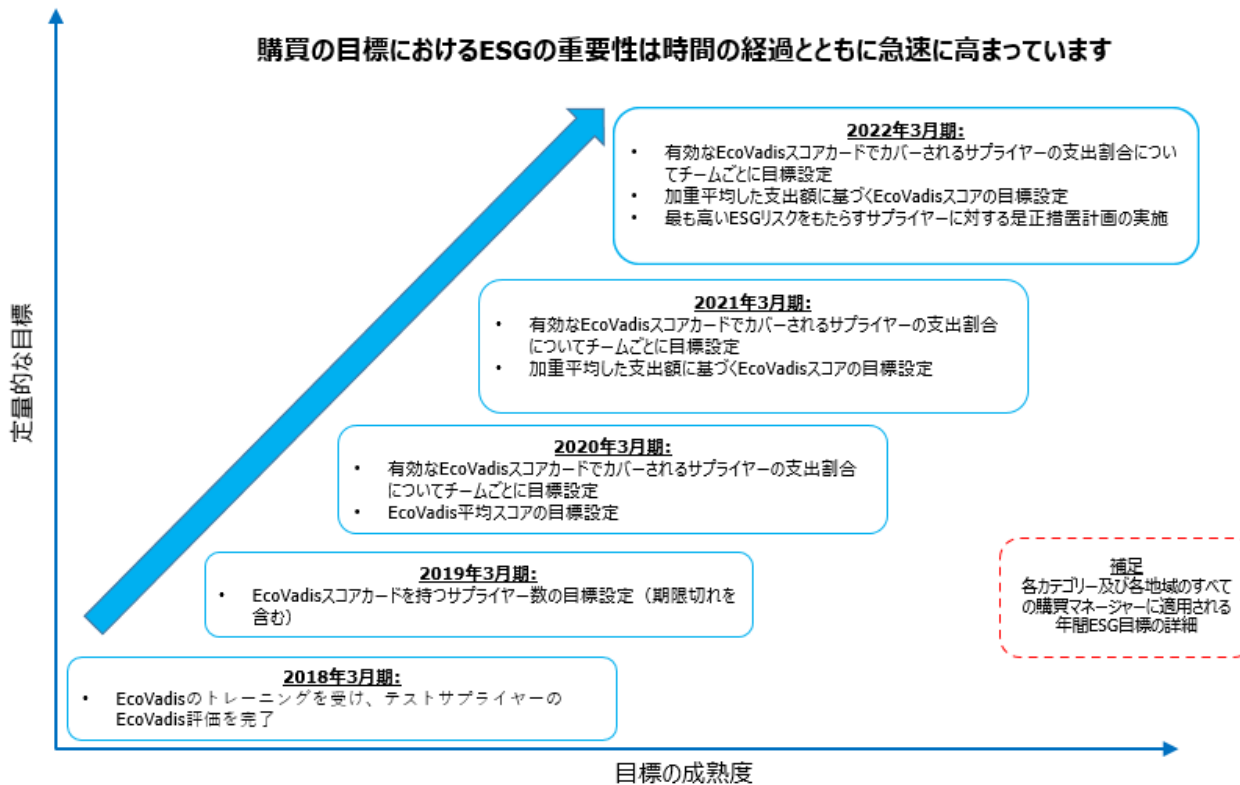 購買の目標におけるESGの重要性は時間の経過とともに急速に高まっています
2022年3月期:
• 有効なEcoVadisスコアカードでカバーされるサプライヤーの支出割合につい
てチームごとに目標設定
• 加重平均した支出額に基づくEcoVadisスコアの目標設定
• 最も高いESGリスクをもたらすサプライヤーに対する是正措置計画の実施
2021年3月期:
• 有効なEcoVadisスコアカードでカバーされるサプライヤーの支出割合
についてチームごとに目標設定
• 加重平均した支出額に基づくEcoVadisスコアの目標設定
2020年3月期:
• 有効なEcoVadisスコアカードでカバーされるサプライヤーの支出割合
についてチームごとに目標設定
• EcoVadis平均スコアの目標設定
2019年3月期:
• EcoVadisスコアカードを持つサプライヤー数の目標設定（期限切れを
含む）
2018年3月期:
• EcoVadisのトレーニングを受け、テストサプライヤーの
EcoVadis評価を完了
補足
各カテゴリー及び各地域のすべて
の購買マネージャーに適用される
年間ESG目標の詳細
定量的な目標
目標の成熟度